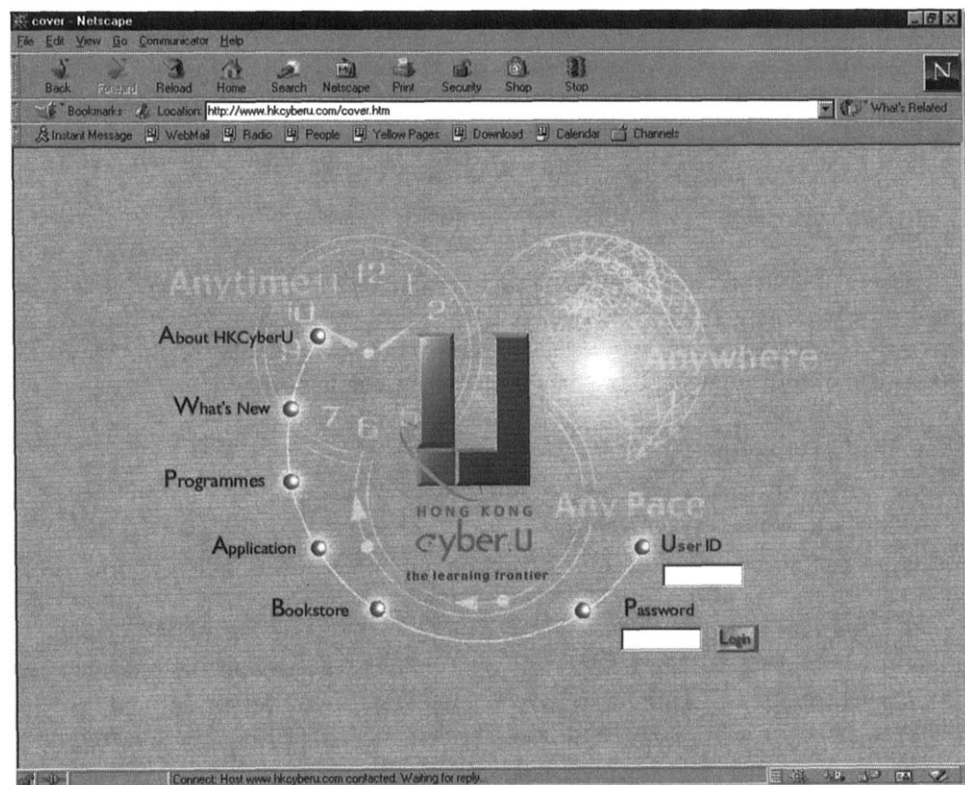 cover - Netscape
File Edit View Go Communicator Help
Back Forward Reload Home Search Netscape Print Security Shop Stop
N
Bookmarks Location: http://www.hkcyberu.com/cover.htm What's Related
Instant Message WebMail Radio People Yellow Pages Download Calendar Channels
Anytime 11 12 1
10 2
About HKCyberU
9
Anywhere
What's New
7 6 5
Programmes
Any Pace
HONG KONG
cyber.U
the learning frontier
Application
User ID
Bookstore
Password
Login
Connect: Host www.hkcyberu.com contacted. Waiting for reply...